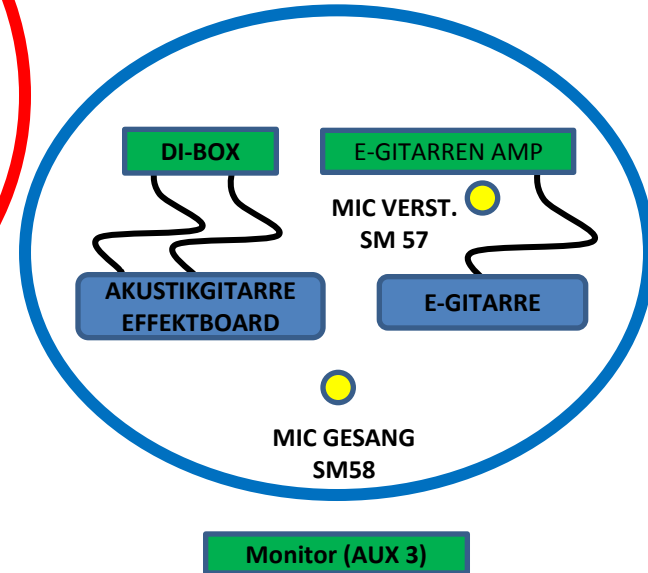 DI-BOX
E-GITARREN AMP
MIC VERST.
SM 57
AKUSTIKGITARRE
EFFEKTBOARD
E-GITARRE
MIC GESANG
SM58
Monitor (AUX 3)